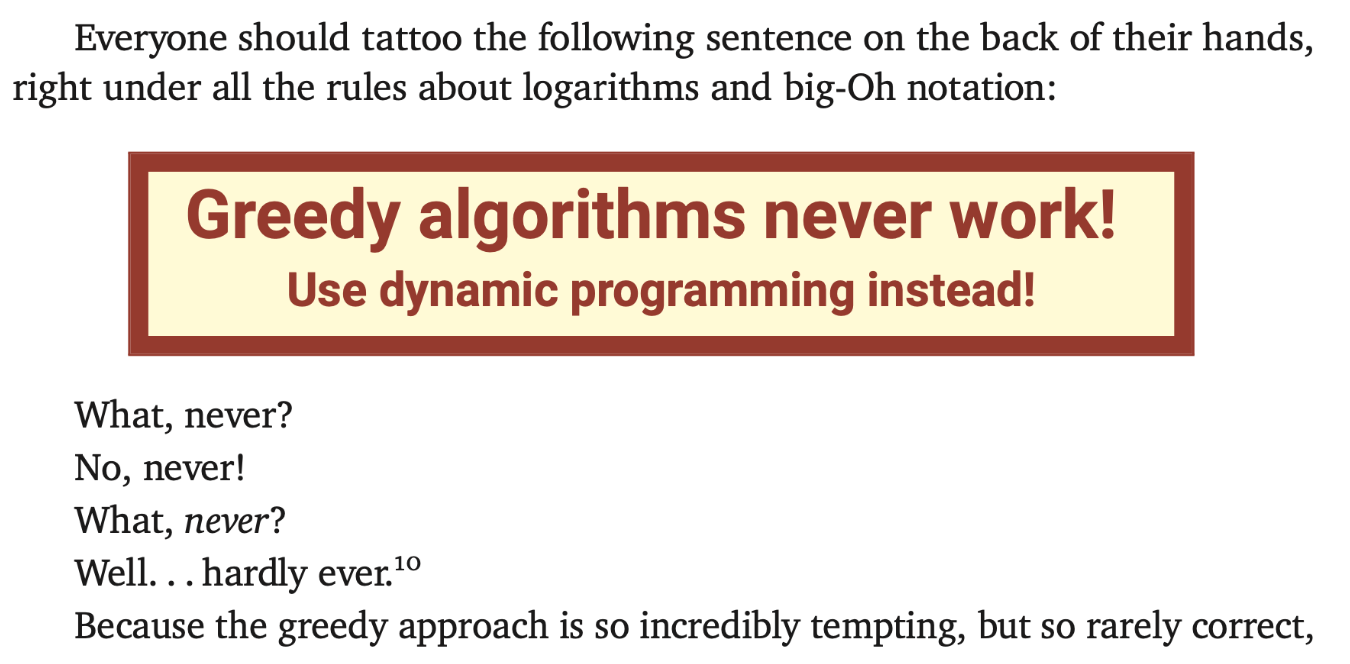 Everyone should tattoo the following sentence on the back of their hands,
right under all the rules about logarithms and big-Oh notation:
Greedy algorithms never work!
Use dynamic programming instead!
What, never?
No, never!
What, never?
Well. . . hardly ever.¹⁰
Because the greedy approach is so incredibly tempting, but so rarely correct,